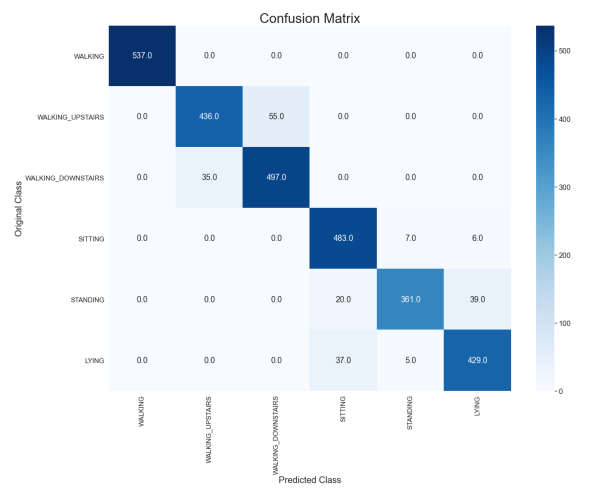 Confusion Matrix
WALKING 537.0 0.0 0.0 0.0 0.0 0.0
WALKING_UPSTAIRS 0.0 436.0 55.0 0.0 0.0 0.0
WALKING_DOWNSTAIRS 0.0 35.0 497.0 0.0 0.0 0.0
SITTING 0.0 0.0 0.0 483.0 7.0 6.0
STANDING 0.0 0.0 0.0 20.0 361.0 39.0
LYING 0.0 0.0 0.0 37.0 5.0 429.0
Original Class
WALKING
WALKING_UPSTAIRS
WALKING_DOWNSTAIRS
SITTING
STANDING
LYING
Predicted Class
500
400
300
200
100
0